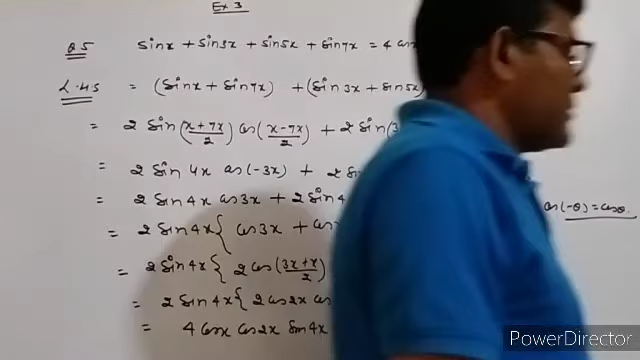 Ex 3
Q5 sinx + sin3x + sin5x + sin7x = 4 cos
L.H.S = (sinx + sin7x) + (sin3x + sin5x)
= 2 sin(x+7x/2) cos(x-7x/2) + 2 sin(3
= 2 sin 4x cos(-3x) + 2 sin
= 2 sin4x cos3x + 2 sin4
cos(-θ) = cosθ.
= 2 sin4x { cos3x + cos
= 2 sin4x { 2 cos(3x+x/2)
= 2 sin4x { 2 cos2x cos
= 4 cosx cos2x sin4x
PowerDirector